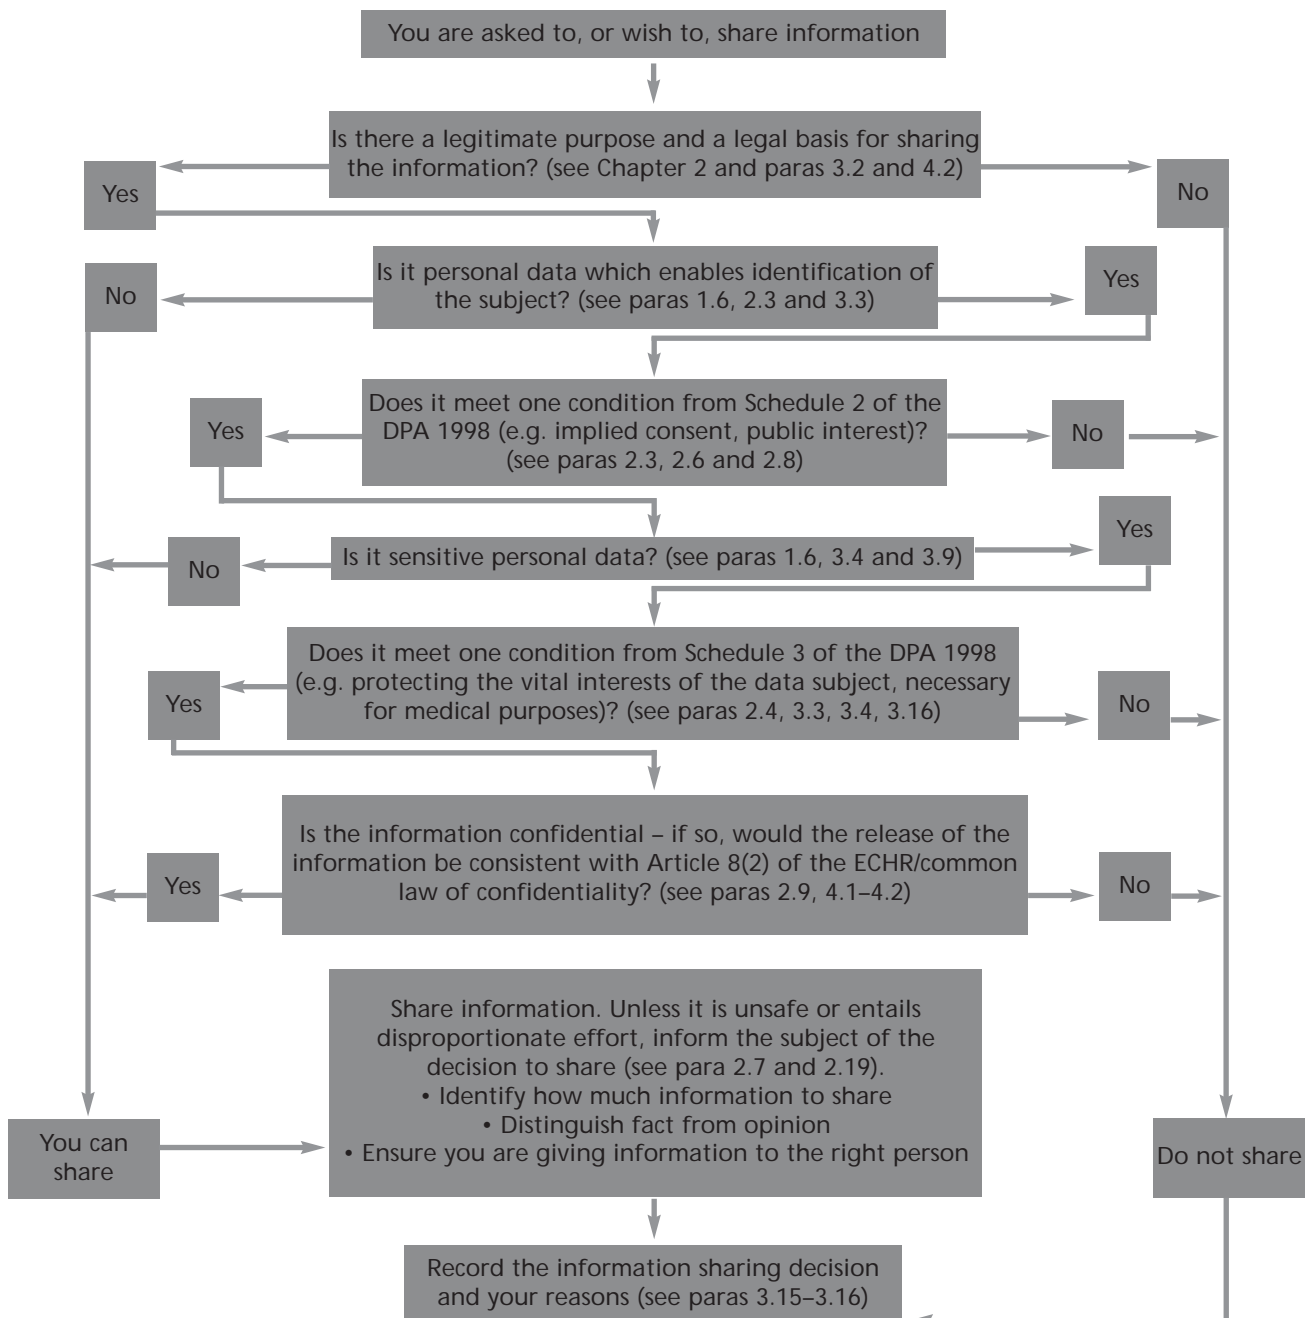 You are asked to, or wish to, share information
Is there a legitimate purpose and a legal basis for sharing
the information? (see Chapter 2 and paras 3.2 and 4.2)
Yes
No
Is it personal data which enables identification of
the subject? (see paras 1.6, 2.3 and 3.3)
No
Yes
Does it meet one condition from Schedule 2 of the
DPA 1998 (e.g. implied consent, public interest)?
(see paras 2.3, 2.6 and 2.8)
Yes
No
Is it sensitive personal data? (see paras 1.6, 3.4 and 3.9)
No
Yes
Does it meet one condition from Schedule 3 of the DPA 1998
(e.g. protecting the vital interests of the data subject, necessary
for medical purposes)? (see paras 2.4, 3.3, 3.4, 3.16)
Yes
No
Is the information confidential – if so, would the release of the
information be consistent with Article 8(2) of the ECHR/common
law of confidentiality? (see paras 2.9, 4.1–4.2)
Yes
No
Share information. Unless it is unsafe or entails
disproportionate effort, inform the subject of the
decision to share (see para 2.7 and 2.19).
• Identify how much information to share
• Distinguish fact from opinion
• Ensure you are giving information to the right person
You can
share
Do not share
Record the information sharing decision
and your reasons (see paras 3.15–3.16)